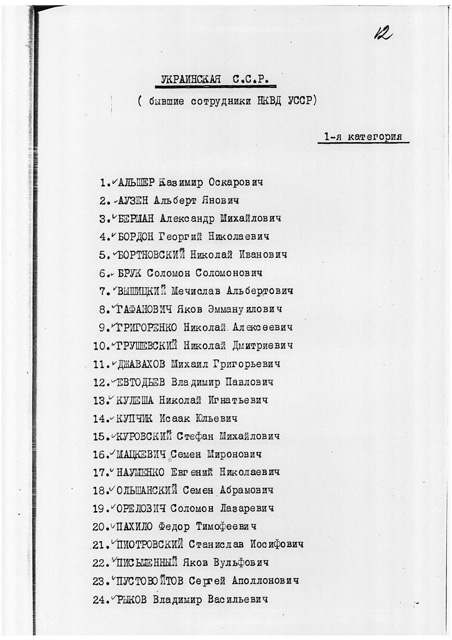 12
УКРАИНСКАЯ С.С.Р.
( бывшие сотрудники НКВД УССР)
1-я категория
1. АЛЬШЕР Казимир Оскарович
2. АУЗЕН Альберт Янович
3. БЕРМАН Александр Михайлович
4. БОРДОН Георгий Николаевич
5. БОРТНОВСКИЙ Николай Иванович
6. БРУК Соломон Соломонович
7. ВЫШИЦКИЙ Мечислав Альбертович
8. ГАФАНОВИЧ Яков Эммануилович
9. ГРИГОРЕНКО Николай Алексеевич
10. ГРУШЕВСКИЙ Николай Дмитриевич
11. ДЖАВАХОВ Михаил Григорьевич
12. ЕВТОДЬЕВ Владимир Павлович
13. КУЛЕША Николай Игнатьевич
14. КУПЧИК Исаак Юльевич
15. КУРОВСКИЙ Стефан Михайлович
16. МАЦКЕВИЧ Семен Миронович
17. НАУМЕНКО Евгений Николаевич
18. ОЛЬШАНСКИЙ Семен Абрамович
19. ОРЕЛОВИЧ Соломон Лазаревич
20. ПАХИЛО Федор Тимофеевич
21. ПИОТРОВСКИЙ Станислав Иосифович
22. ПИСЬМЕННЫЙ Яков Вульфович
23. ПУСТОВОЙТОВ Сергей Аполлонович
24. РЫКОВ Владимир Васильевич